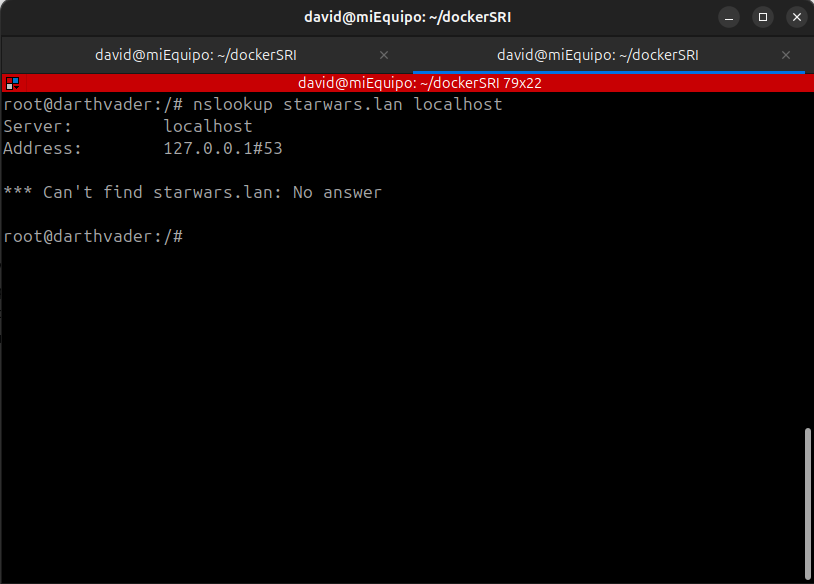 david@miEquipo: ~/dockerSRI
david@miEquipo: ~/dockerSRI × david@miEquipo: ~/dockerSRI ×
david@miEquipo: ~/dockerSRI 79x22
root@darthvader:/# nslookup starwars.lan localhost
Server:         localhost
Address:        127.0.0.1#53
*** Can't find starwars.lan: No answer
root@darthvader:/#